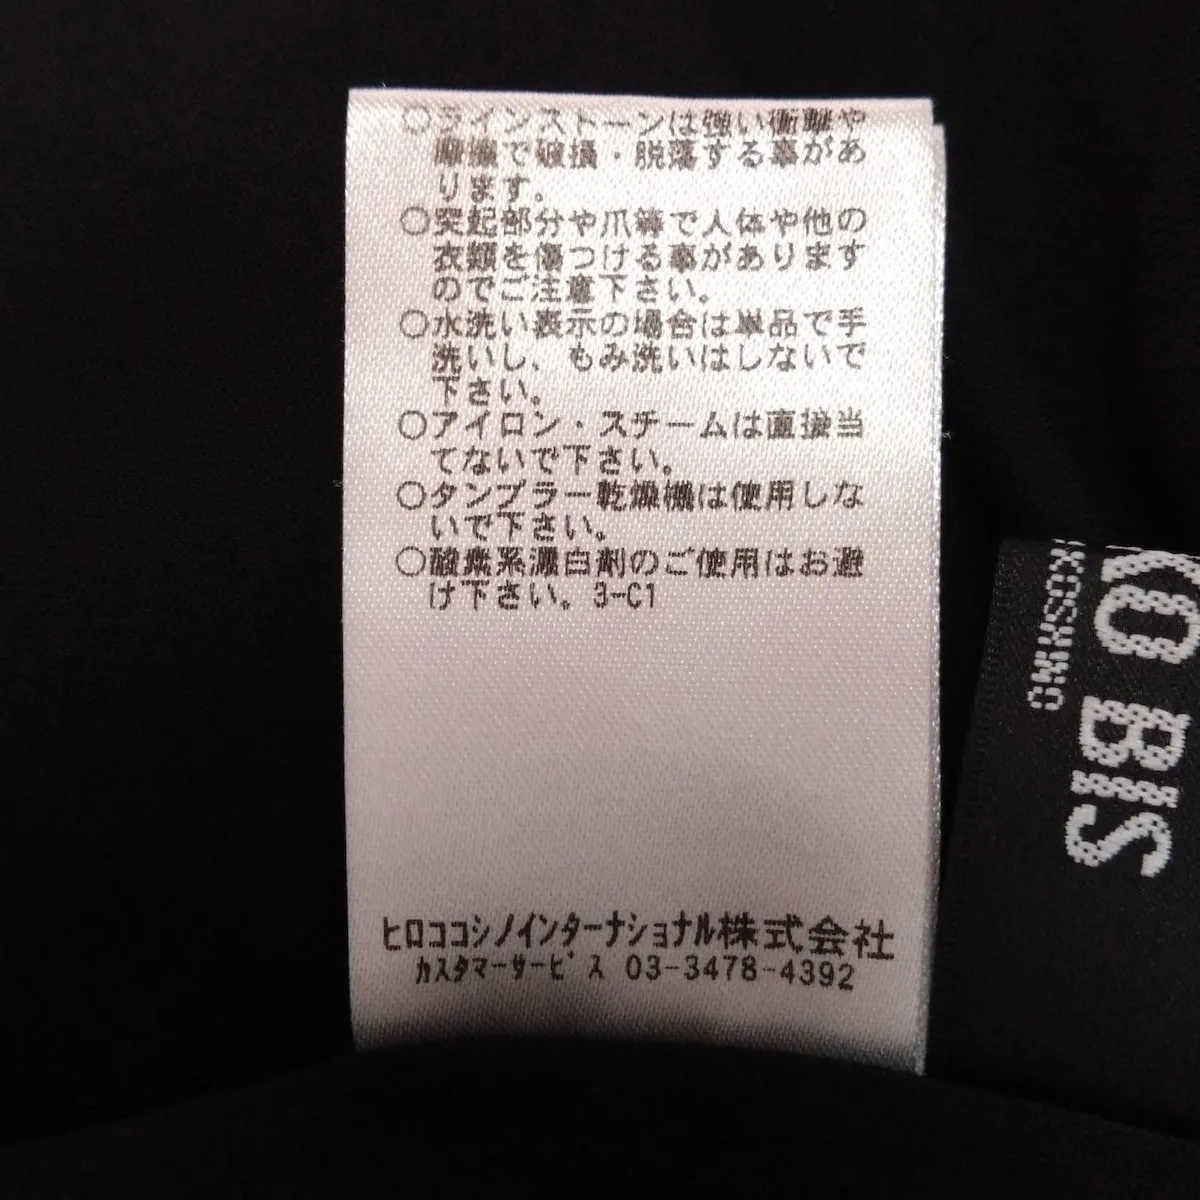 ○ラインストーンは強い衝撃や
摩擦で破損・脱落する事があ
ります。
○突起部分や爪等で人体や他の
衣類を傷つける事があります
のでご注意下さい。
○水洗い表示の場合は単品で手
洗いし、もみ洗いはしないで
下さい。
○アイロン・スチームは直接当
てないで下さい。
○タンブラー乾燥機は使用しな
いで下さい。
○酸素系漂白剤のご使用はお避
け下さい。3-C1
ヒロココシノインターナショナル株式会社
カスタマーサービス 03-3478-4392
KO BIS